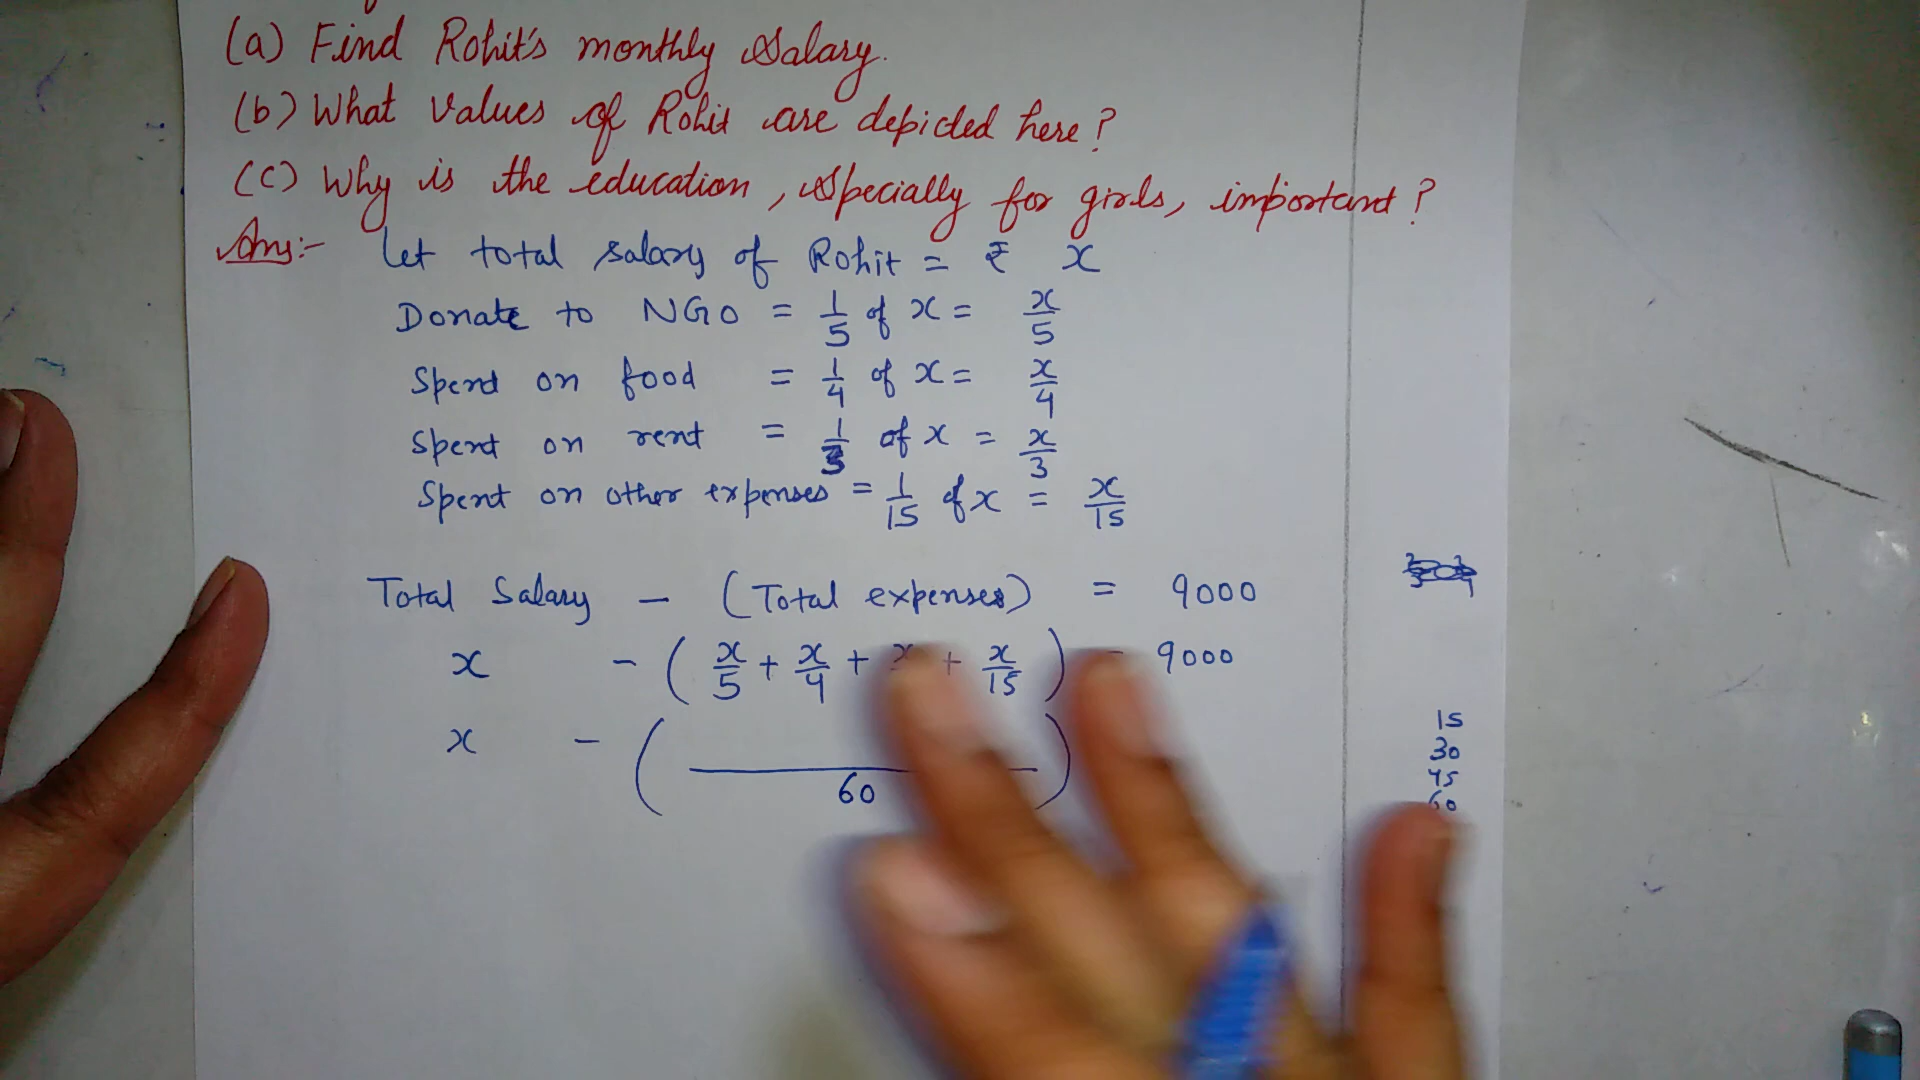 (a) Find Rohit's monthly Salary.
(b) What values of Rohit are depicted here?
(c) Why is the education, specially for girls, important?
Ans:- Let total salary of Rohit = ₹ x
Donate to NGO = 1/5 of x = x/5
Spend on food = 1/4 of x = x/4
Spent on rent = 1/3 of x = x/3
Spent on other expenses = 1/15 of x = x/15
Total Salary - (Total expenses) = 9000
x - ( x/5 + x/4 + x + x/15 ) = 9000
x - ( /60 )
15
30
45
60